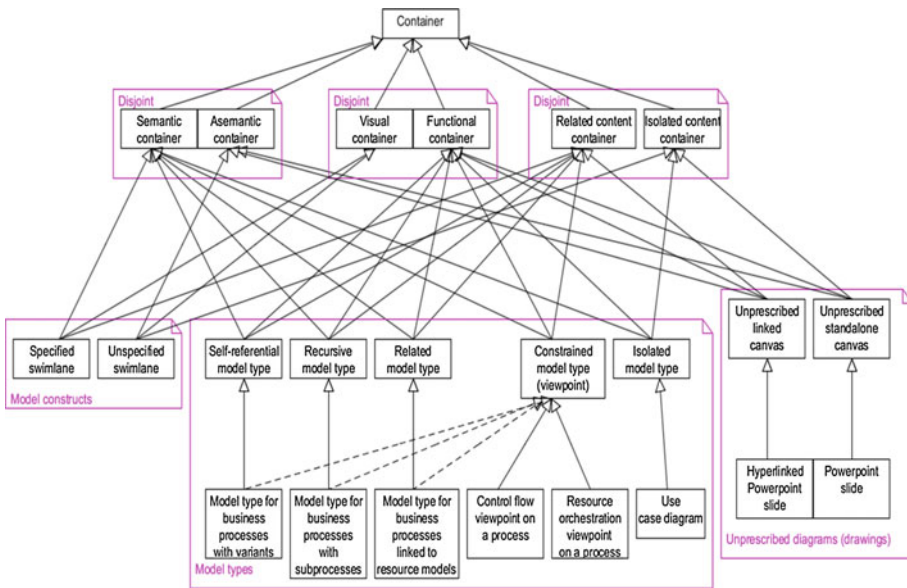 Container
Disjoint
Semantic
container
Asemantic
container
Disjoint
Visual
container
Functional
container
Disjoint
Related content
container
Isolated content
container
Specified
swimlane
Unspecified
swimlane
Model constructs
Self-referential
model type
Recursive
model type
Related
model type
Constrained
model type
(viewpoint)
Isolated
model type
Unprescribed
linked
canvas
Unprescribed
standalone
canvas
Model type for
business
processes
with variants
Model type for
business
processes
with
subprocesses
Model type for
business
processes
linked to
resource models
Control flow
viewpoint on
a process
Resource
orchestration
viewpoint
on a process
Use
case diagram
Model types
Hyperlinked
Powerpoint
slide
Powerpoint
slide
Unprescribed diagrams (drawings)